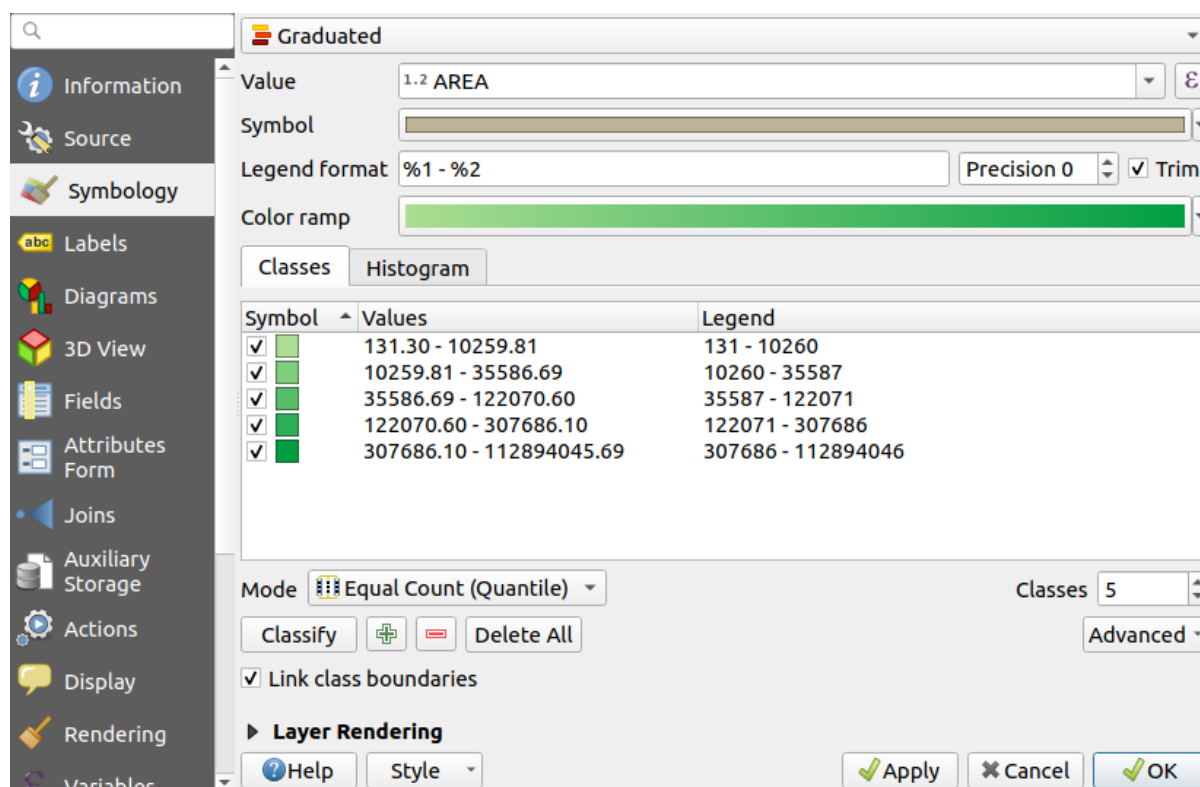 Information
Source
Symbology
abc Labels
Diagrams
3D View
Fields
Attributes
Form
Joins
Auxiliary
Storage
Actions
Display
Rendering
Variables
Graduated
Value 1.2 AREA ε
Symbol
Legend format %1 - %2 Precision 0 Trim
Color ramp
Classes Histogram
Symbol Values Legend
131.30 - 10259.81 131 - 10260
10259.81 - 35586.69 10260 - 35587
35586.69 - 122070.60 35587 - 122071
122070.60 - 307686.10 122071 - 307686
307686.10 - 112894045.69 307686 - 112894046
Mode Equal Count (Quantile) Classes 5
Classify Delete All Advanced
Link class boundaries
Layer Rendering
Help Style Apply Cancel OK